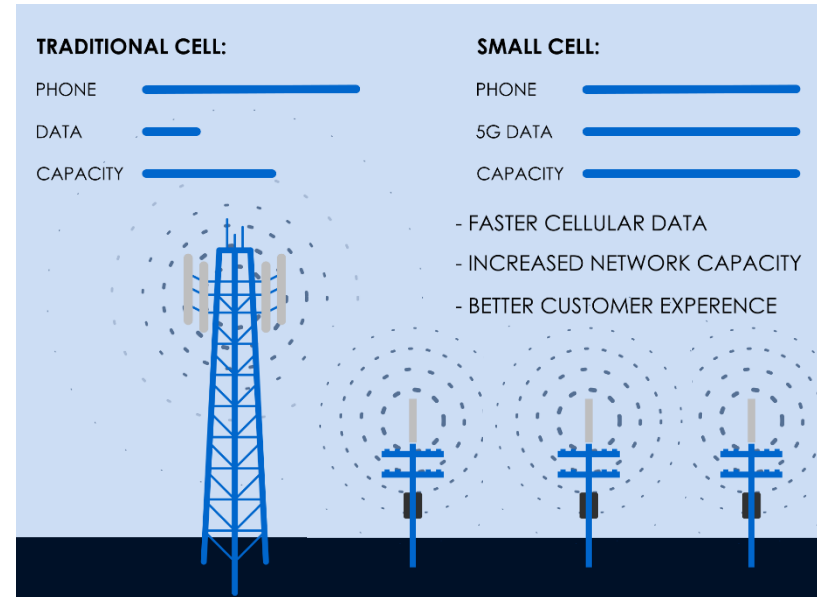 TRADITIONAL CELL:
PHONE
DATA
CAPACITY
SMALL CELL:
PHONE
5G DATA
CAPACITY
- FASTER CELLULAR DATA
- INCREASED NETWORK CAPACITY
- BETTER CUSTOMER EXPERENCE